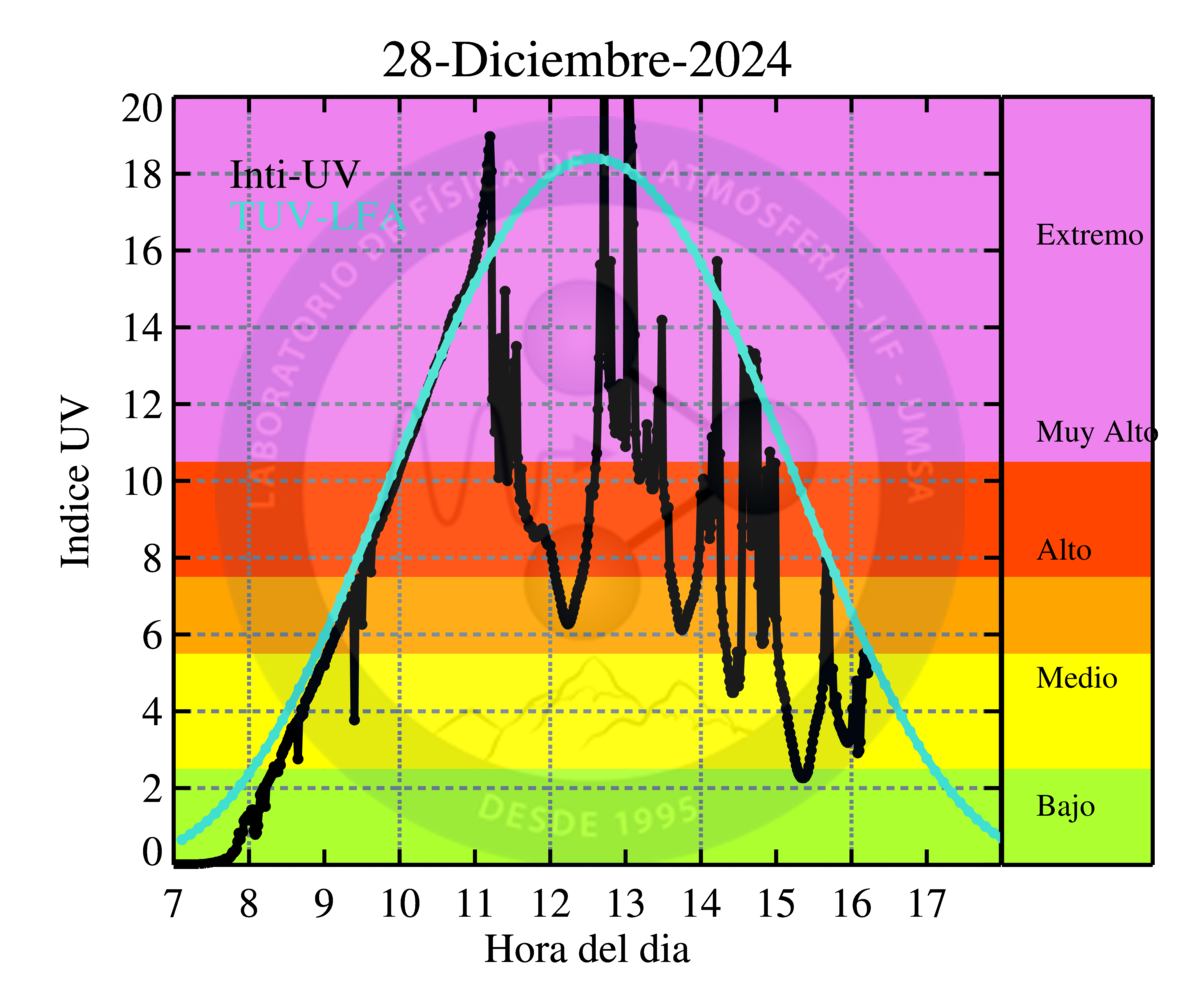 28-Diciembre-2024
Inti-UV
TUV-LFA
Indice UV
20
18
16
14
12
10
8
6
4
2
0
7 8 9 10 11 12 13 14 15 16 17
Hora del dia
Extremo
Muy Alto
Alto
Medio
Bajo
LABORATORIO DE FÍSICA DE LA ATMÓSFERA - IIF - UMSA
DESDE 1995